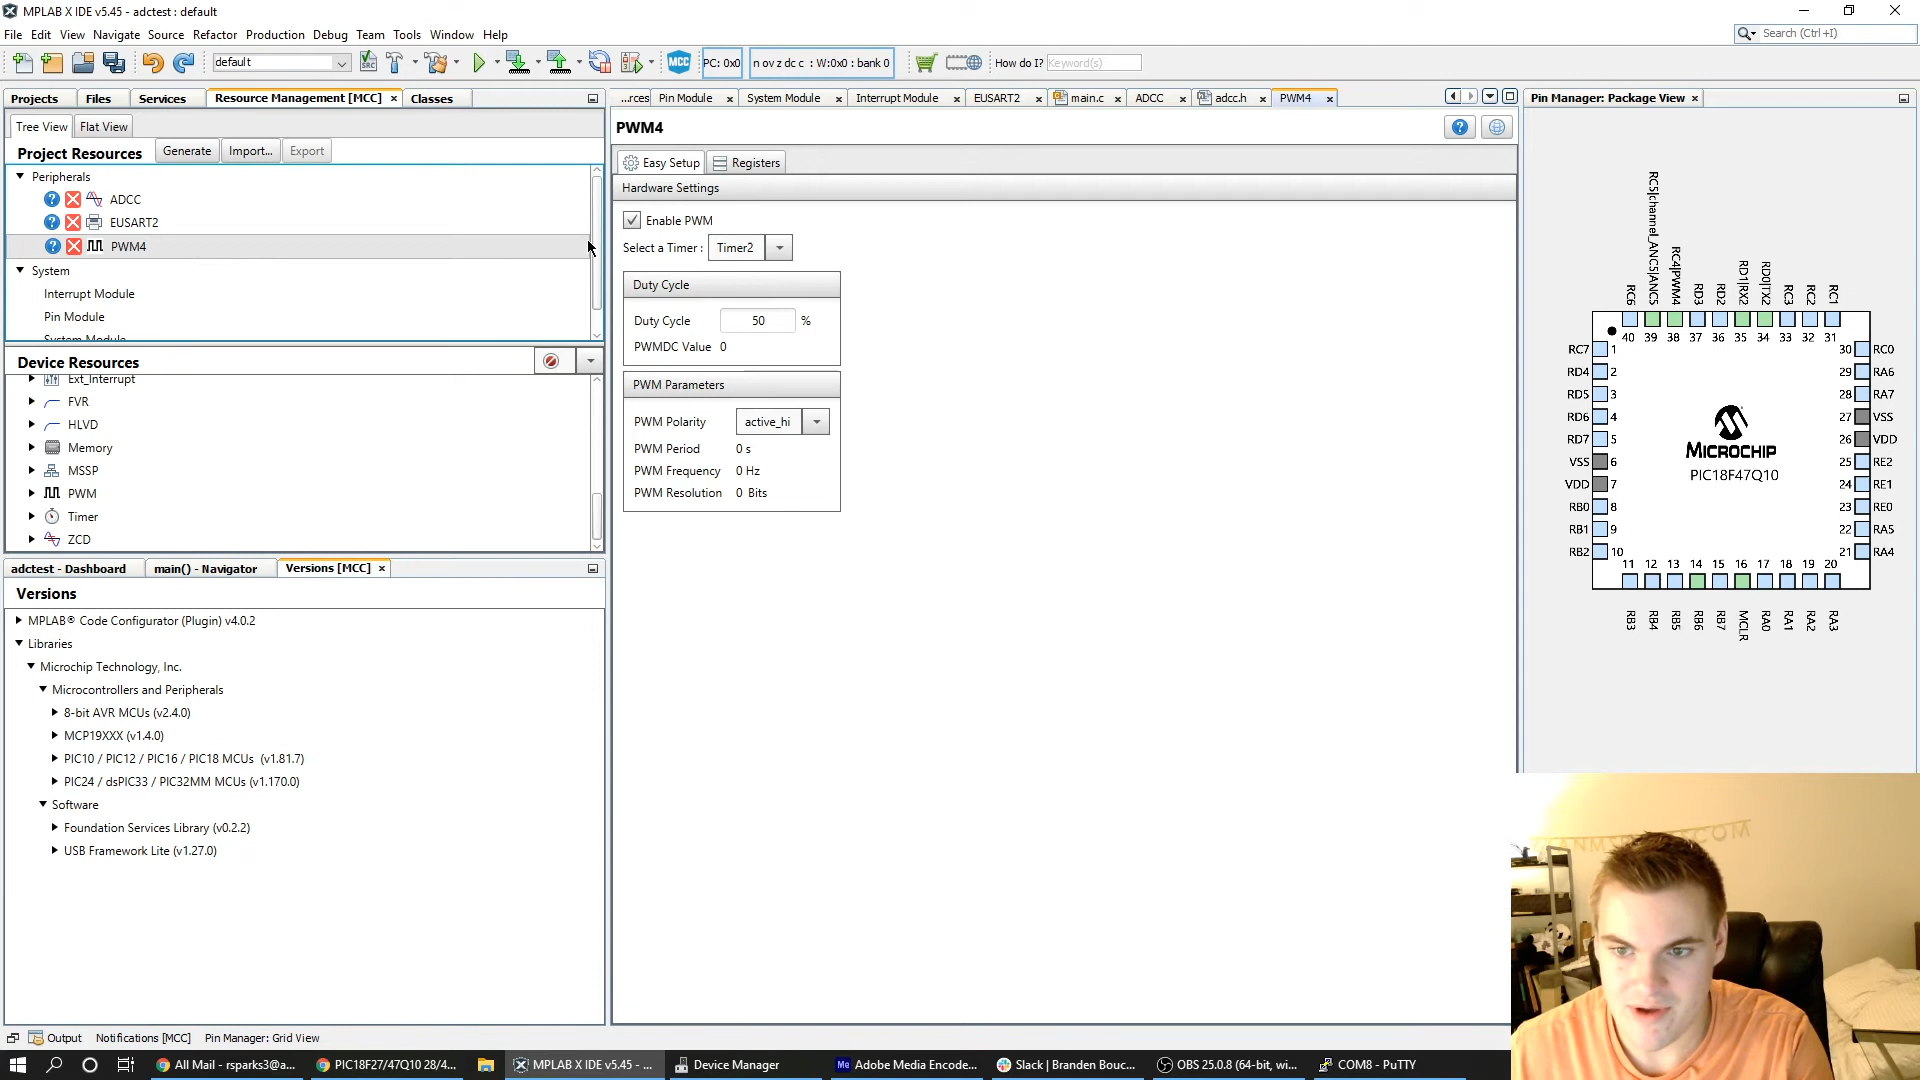 MPLAB X IDE v5.45 - adctest : default
File Edit View Navigate Source Refactor Production Debug Team Tools Window Help
Search (Ctrl+I)
default
MCC
PC: 0x0
n ov z dc c : W:0x0 : bank 0
How do I? Keyword(s)
Projects Files Services Resource Management [MCC] × Classes
...rces Pin Module × System Module × Interrupt Module × EUSART2 × main.c × ADCC × adcc.h × PWM4 ×
Pin Manager: Package View ×
Tree View Flat View
Project Resources Generate Import... Export
Peripherals
ADCC
EUSART2
PWM4
System
Interrupt Module
Pin Module
System Module
Device Resources
Ext_Interrupt
FVR
HLVD
Memory
MSSP
PWM
Timer
ZCD
adctest - Dashboard main() - Navigator Versions [MCC] ×
Versions
MPLAB® Code Configurator (Plugin) v4.0.2
Libraries
Microchip Technology, Inc.
Microcontrollers and Peripherals
8-bit AVR MCUs (v2.4.0)
MCP19XXX (v1.4.0)
PIC10 / PIC12 / PIC16 / PIC18 MCUs (v1.81.7)
PIC24 / dsPIC33 / PIC32MM MCUs (v1.170.0)
Software
Foundation Services Library (v0.2.2)
USB Framework Lite (v1.27.0)
PWM4
Easy Setup Registers
Hardware Settings
Enable PWM
Select a Timer : Timer2
Duty Cycle
Duty Cycle 50 %
PWMDC Value 0
PWM Parameters
PWM Polarity active_hi
PWM Period 0 s
PWM Frequency 0 Hz
PWM Resolution 0 Bits
RC6 RC5|channel_ANC5|ANC5 RC4|PWM4 RD3 RD2 RD1|RX2 RD0|TX2 RC3 RC2 RC1
40 39 38 37 36 35 34 33 32 31
RC7 1 30 RC0
RD4 2 29 RA6
RD5 3 28 RA7
RD6 4 27 VSS
RD7 5 26 VDD
VSS 6 25 RE2
VDD 7 24 RE1
RB0 8 23 RE0
RB1 9 22 RA5
RB2 10 21 RA4
MICROCHIP
PIC18F47Q10
11 12 13 14 15 16 17 18 19 20
RB3 RB4 RB5 RB6 RB7 MCLR RA0 RA1 RA2 RA3
Output Notifications [MCC] Pin Manager: Grid View
All Mail - rsparks3@a... PIC18F27/47Q10 28/4... MPLAB X IDE v5.45 - ... Device Manager Me Adobe Media Encode... Slack | Branden Bouc... OBS 25.0.8 (64-bit, wi... COM8 - PuTTY